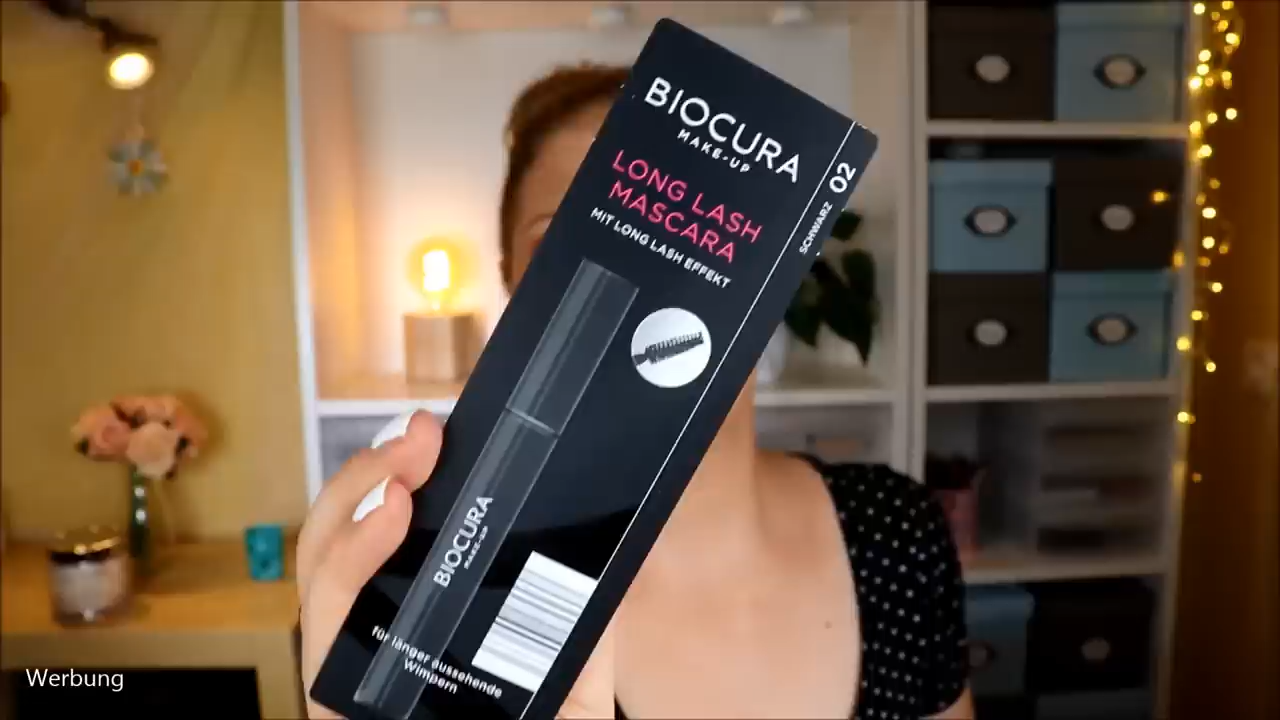 BIOCURA
MAKE-UP
LONG LASH
MASCARA
MIT LONG LASH EFFEKT
02
SCHWARZ
BIOCURA
MAKE-UP
für länger aussehende
Wimpern
Werbung